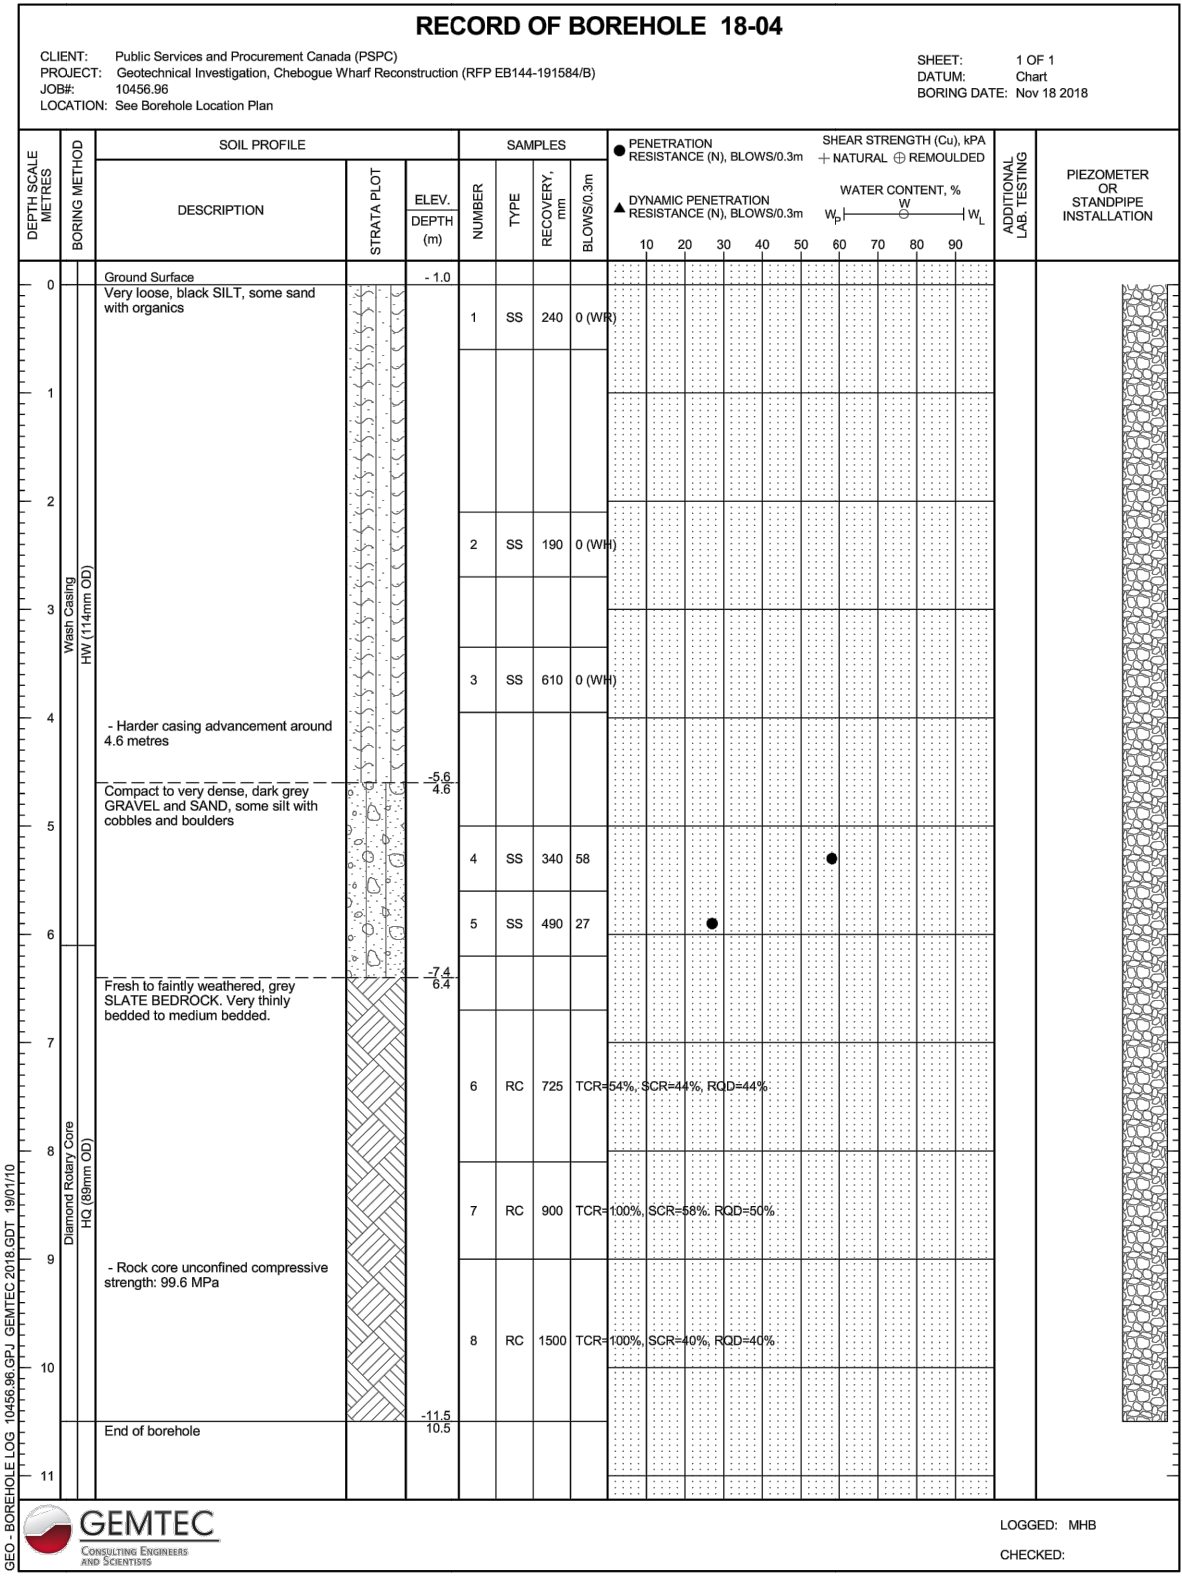 RECORD OF BOREHOLE 18-04
CLIENT: Public Services and Procurement Canada (PSPC)
PROJECT: Geotechnical Investigation, Chebogue Wharf Reconstruction (RFP EB144-191584/B)
JOB#: 10456.96
LOCATION: See Borehole Location Plan
SHEET: 1 OF 1
DATUM: Chart
BORING DATE: Nov 18 2018
DEPTH SCALE
METRES
BORING METHOD
SOIL PROFILE
DESCRIPTION
STRATA PLOT
ELEV.
DEPTH
(m)
SAMPLES
NUMBER
TYPE
RECOVERY,
mm
BLOWS/0.3m
PENETRATION
RESISTANCE (N), BLOWS/0.3m
DYNAMIC PENETRATION
RESISTANCE (N), BLOWS/0.3m
SHEAR STRENGTH (Cu), kPA
+ NATURAL ⊕ REMOULDED
WATER CONTENT, %
W
WP WL
10 20 30 40 50 60 70 80 90
ADDITIONAL
LAB. TESTING
PIEZOMETER
OR
STANDPIPE
INSTALLATION
Ground Surface - 1.0
0
Very loose, black SILT, some sand
with organics
1 SS 240 0 (WR)
1
2
2 SS 190 0 (WH)
3
Wash Casing
HW (114mm OD)
3 SS 610 0 (WH)
4
- Harder casing advancement around
4.6 metres
-5.6
4.6
Compact to very dense, dark grey
GRAVEL and SAND, some silt with
cobbles and boulders
5
4 SS 340 58
5 SS 490 27
6
-7.4
6.4
Fresh to faintly weathered, grey
SLATE BEDROCK. Very thinly
bedded to medium bedded.
7
6 RC 725 TCR=54%, SCR=44%, RQD=44%
8
Diamond Rotary Core
HQ (89mm OD)
7 RC 900 TCR=100%, SCR=58%. RQD=50%
9
- Rock core unconfined compressive
strength: 99.6 MPa
8 RC 1500 TCR=100%, SCR=40%, RQD=40%
10
-11.5
10.5
End of borehole
11
GEO - BOREHOLE LOG 10456.96.GPJ GEMTEC 2018.GDT 19/01/10
GEMTEC
CONSULTING ENGINEERS
AND SCIENTISTS
LOGGED: MHB
CHECKED: